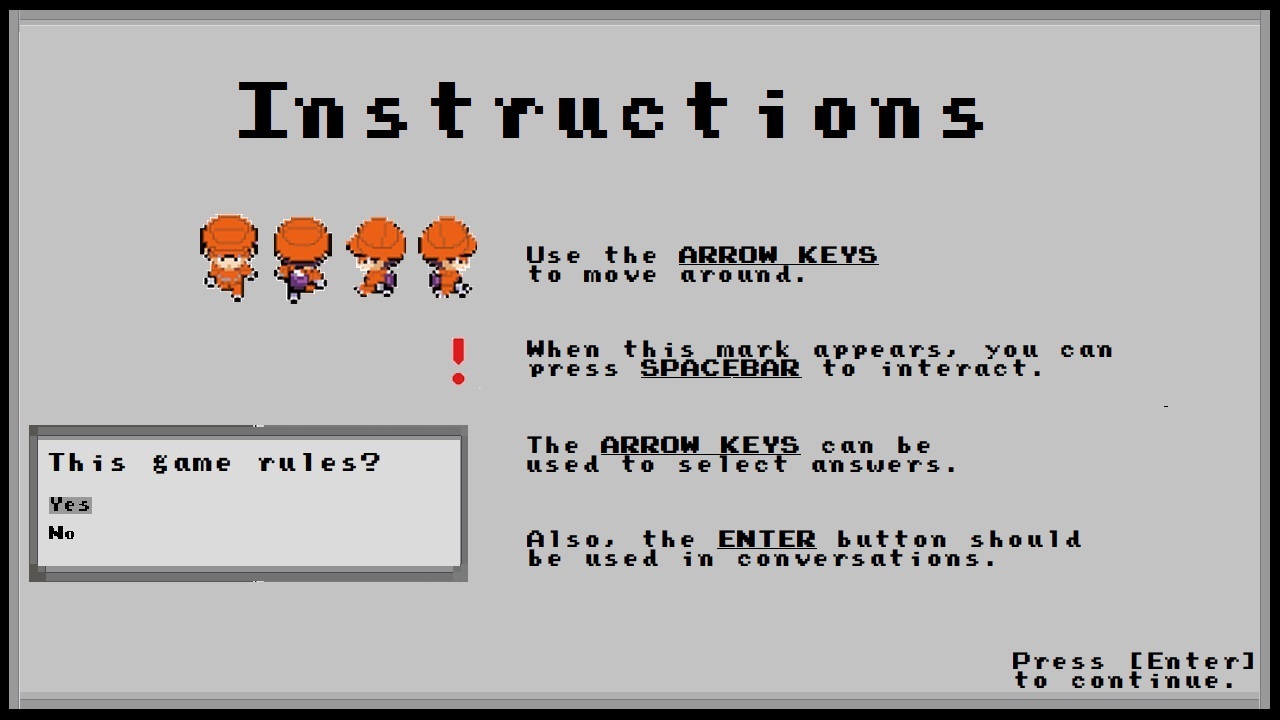 Instructions
Use the ARROW KEYS
to move around.
!
When this mark appears, you can
press SPACEBAR to interact.
This game rules?
Yes
No
The ARROW KEYS can be
used to select answers.
Also, the ENTER button should
be used in conversations.
Press [Enter]
to continue.